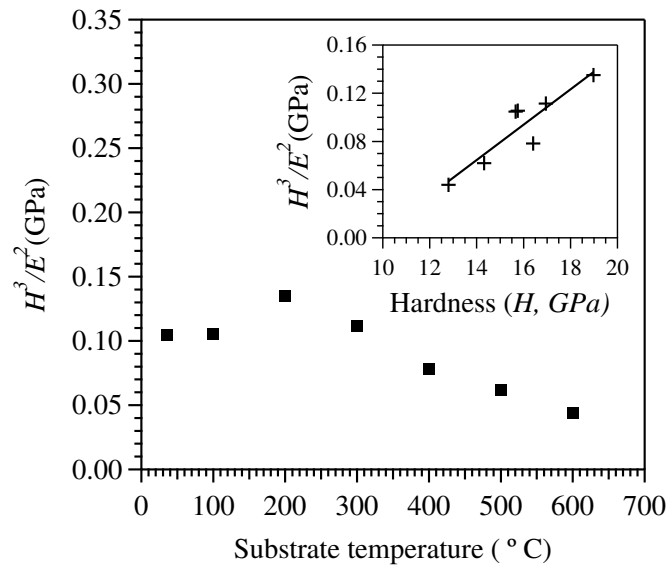 0.35
0.30
0.25
0.20
0.15
0.10
0.05
0.00
H³/E² (GPa)
0 100 200 300 400 500 600 700
Substrate temperature ( º C)
0.16
0.12
0.08
0.04
0.00
H³/E² (GPa)
10 12 14 16 18 20
Hardness (H, GPa)